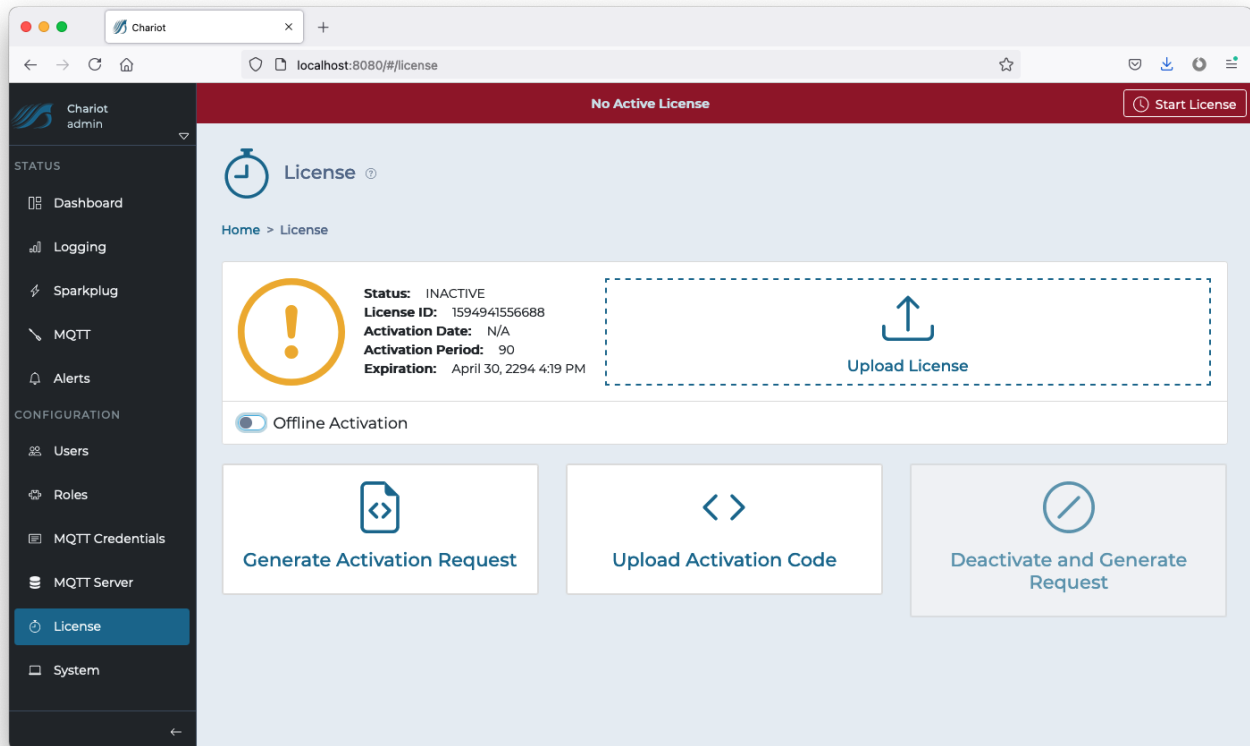 Chariot
localhost:8080/#/license
Chariot
admin
No Active License
Start License
STATUS
Dashboard
Logging
Sparkplug
MQTT
Alerts
CONFIGURATION
Users
Roles
MQTT Credentials
MQTT Server
License
System
License
Home > License
Status: INACTIVE
License ID: 1594941556688
Activation Date: N/A
Activation Period: 90
Expiration: April 30, 2294 4:19 PM
Upload License
Offline Activation
Generate Activation Request
Upload Activation Code
Deactivate and Generate
Request